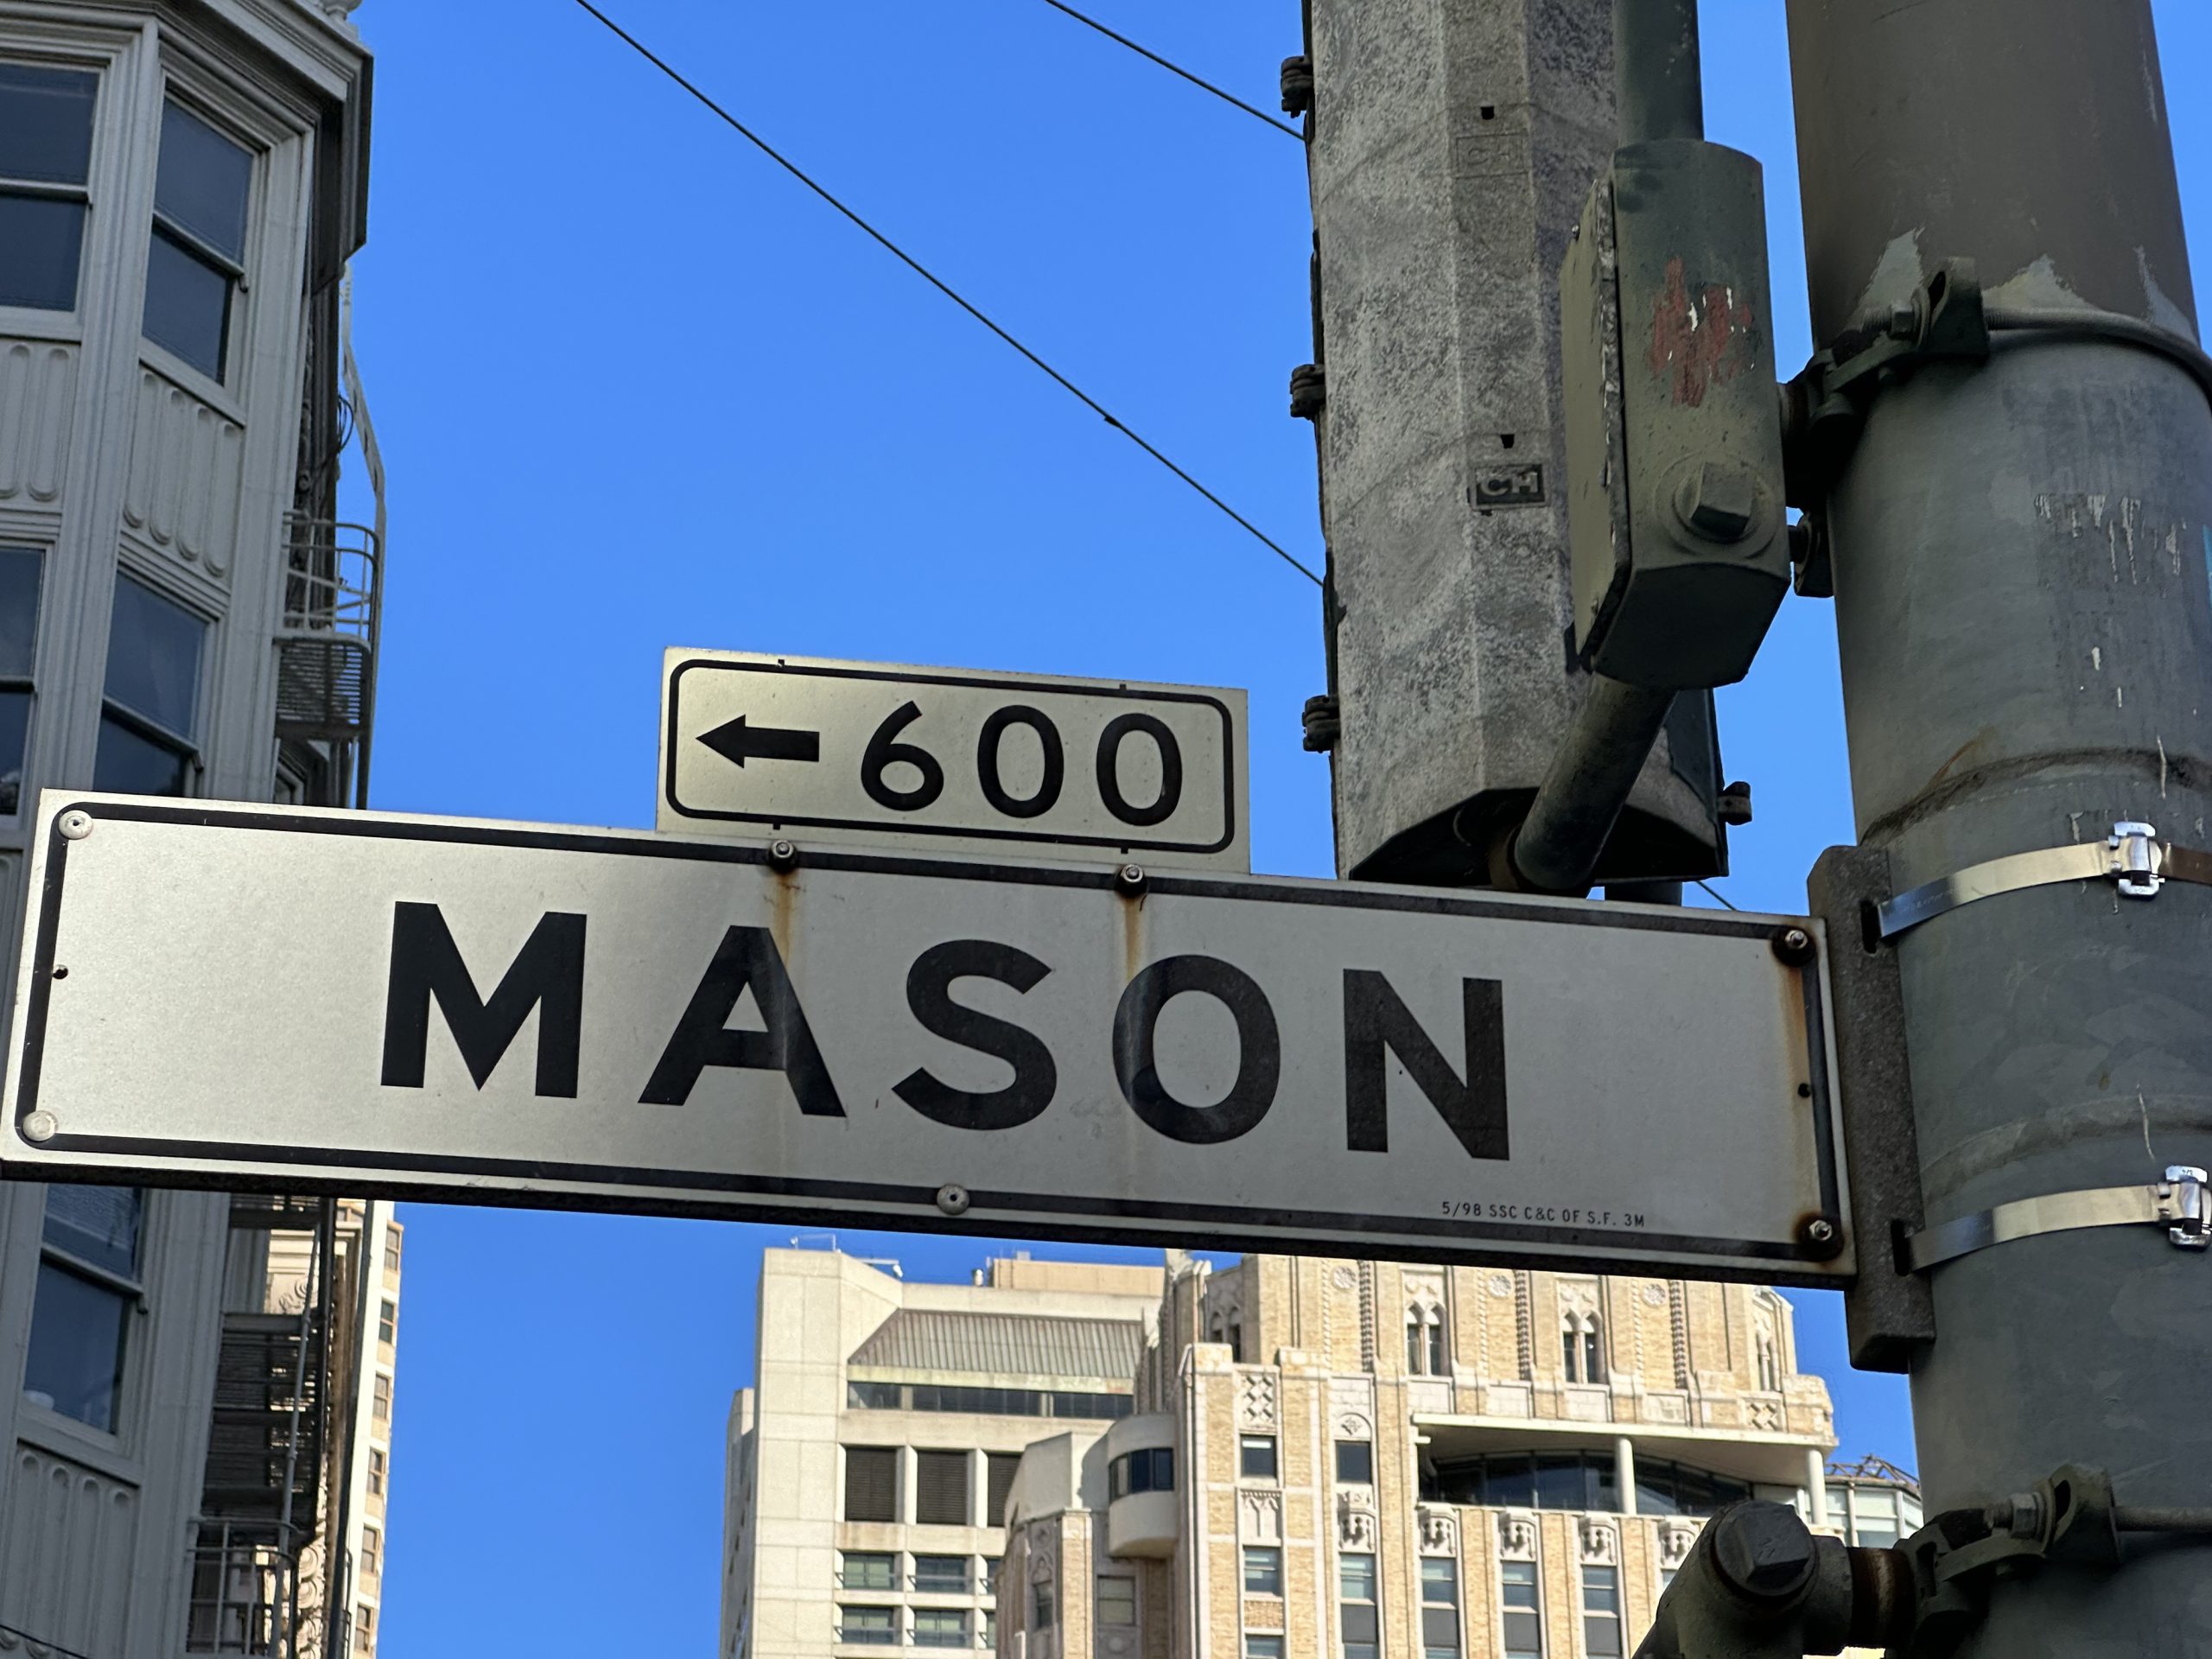 ← 600
MASON
5/98 SSC C&C OF S.F. 3M
CH